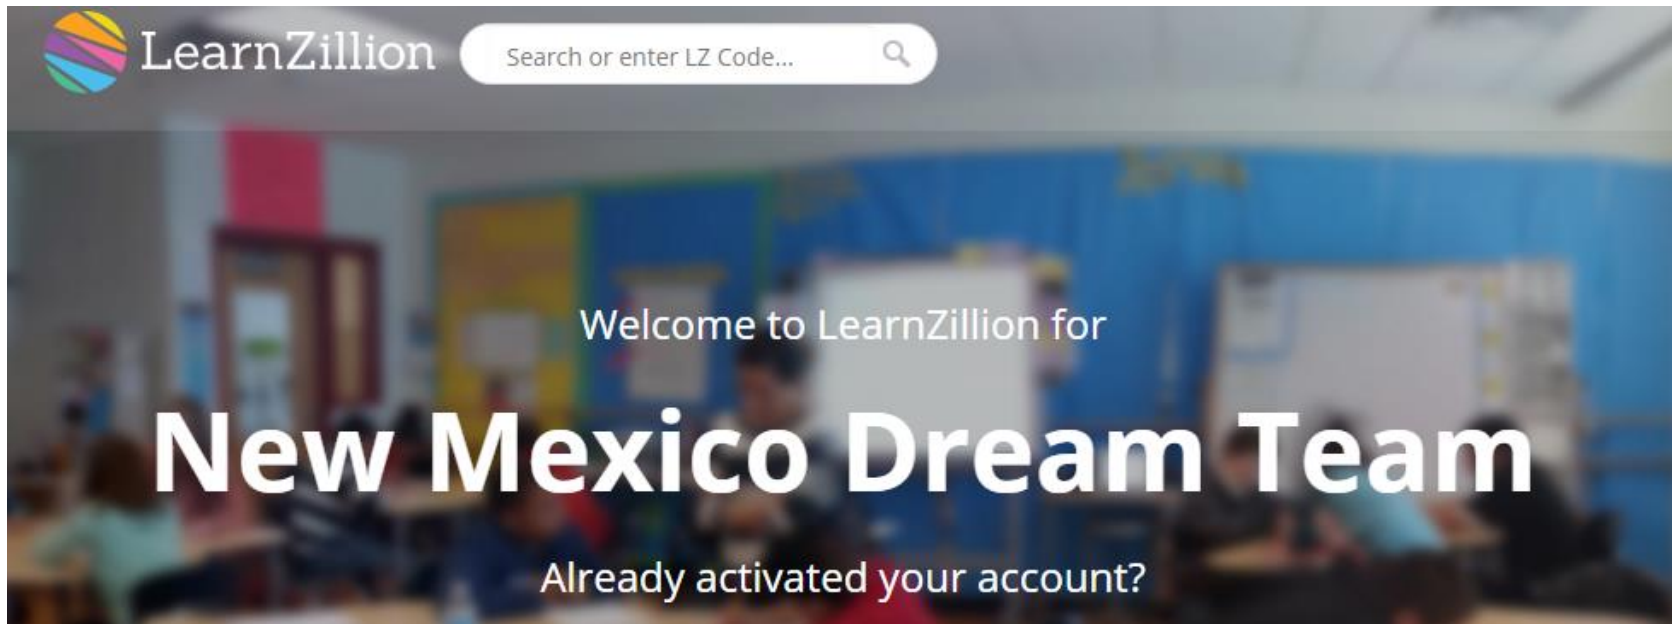 LearnZillion
Search or enter LZ Code...
Welcome to LearnZillion for
New Mexico Dream Team
Already activated your account?